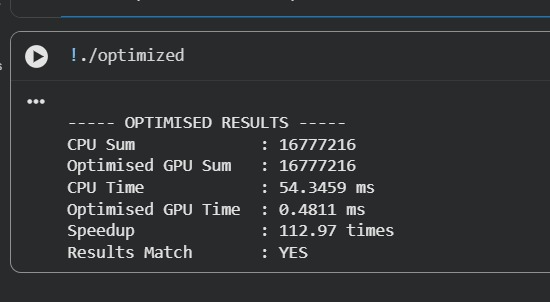 !./optimized
----- OPTIMISED RESULTS -----
CPU Sum : 16777216
Optimised GPU Sum : 16777216
CPU Time : 54.3459 ms
Optimised GPU Time : 0.4811 ms
Speedup : 112.97 times
Results Match : YES